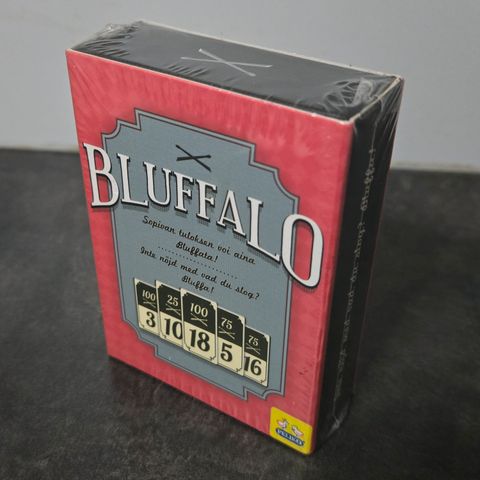 BLUFFALO
Sopivan tuloksen voi aina
Bluffata!
Inte nöjd med vad du slog?
Bluffa!
100 25 100 75 75
3 10 18 5 16